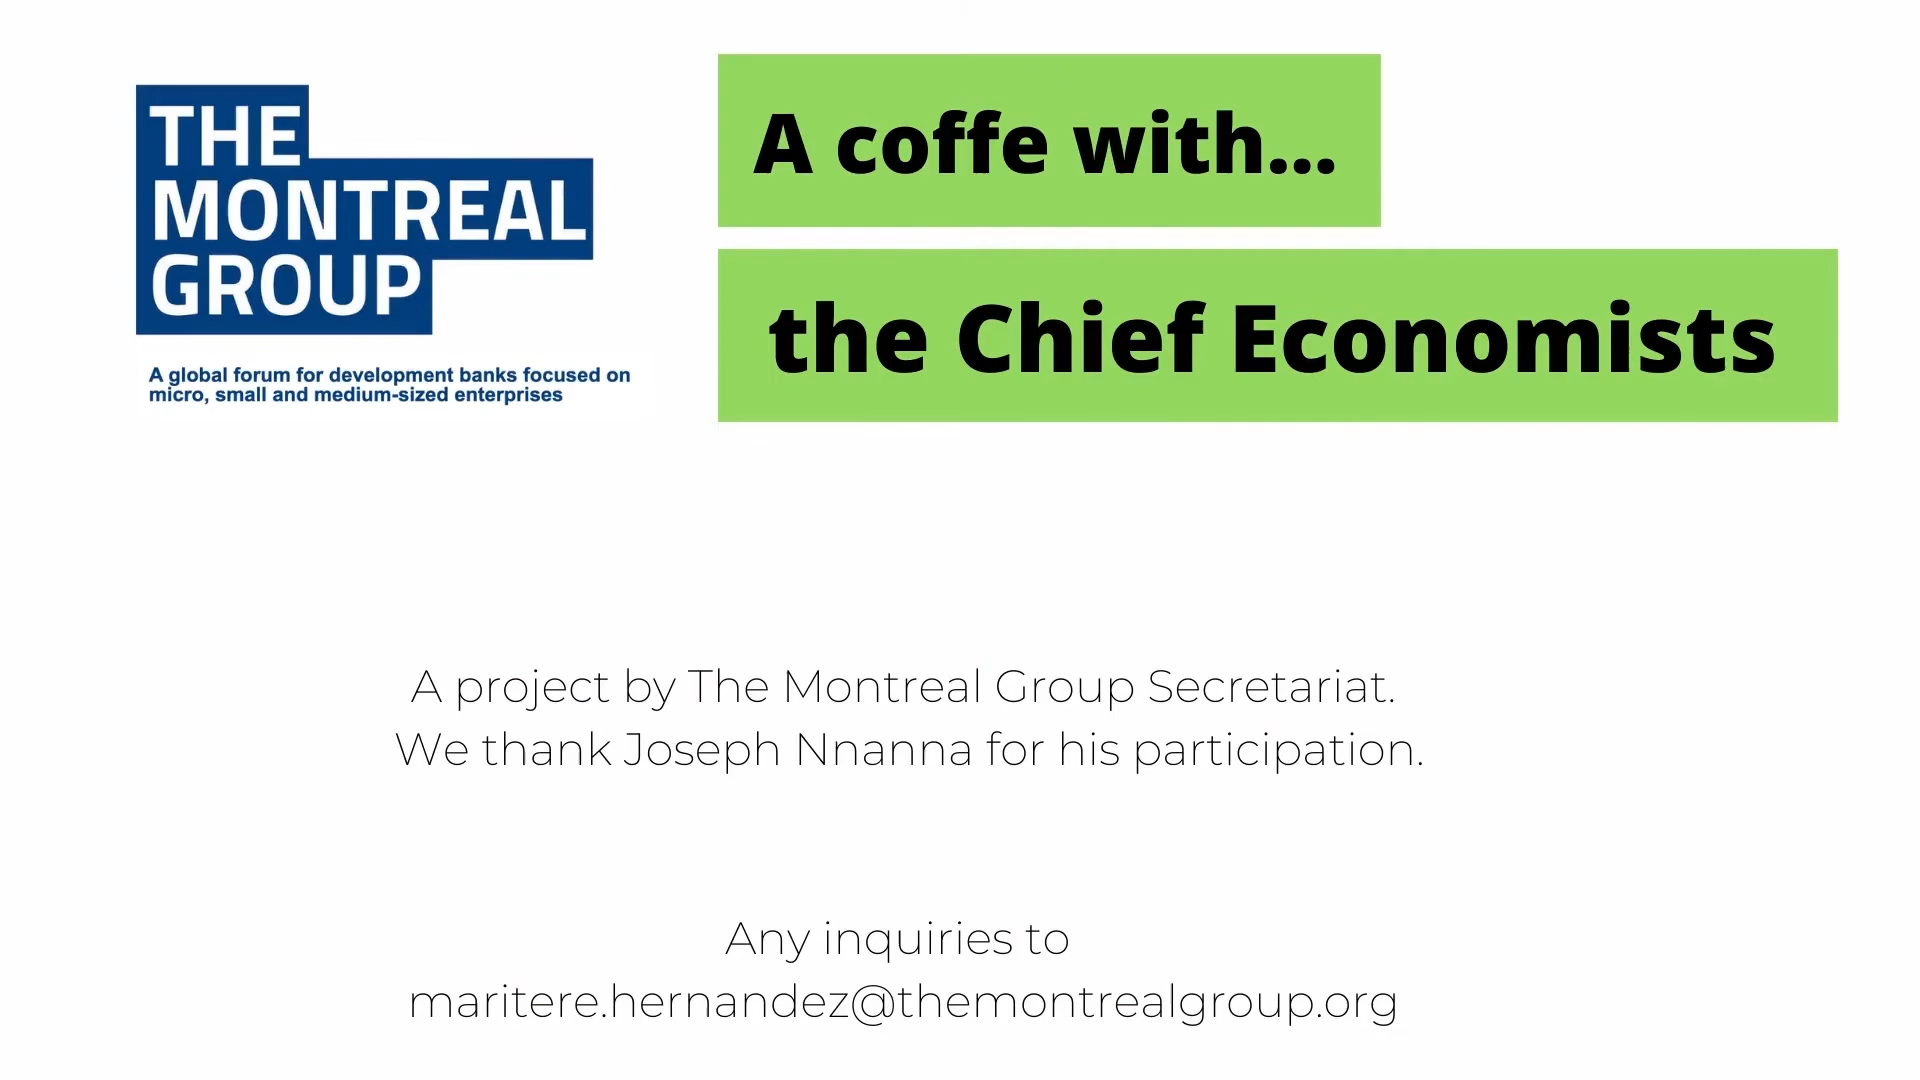 THE
MONTREAL
GROUP
A global forum for development banks focused on
micro, small and medium-sized enterprises
A coffe with...
the Chief Economists
A project by The Montreal Group Secretariat.
We thank Joseph Nnanna for his participation.
Any inquiries to
maritere.hernandez@themontrealgroup.org